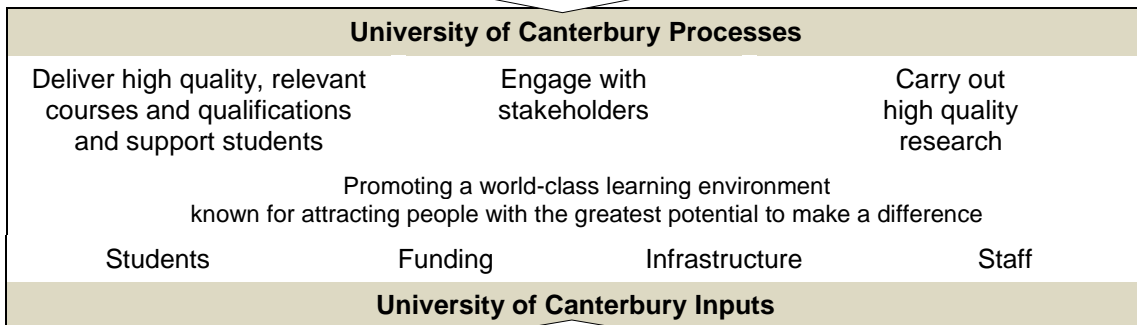 University of Canterbury Processes
Deliver high quality, relevant
courses and qualifications
and support students
Engage with
stakeholders
Carry out
high quality
research
Promoting a world-class learning environment
known for attracting people with the greatest potential to make a difference
Students Funding Infrastructure Staff
University of Canterbury Inputs